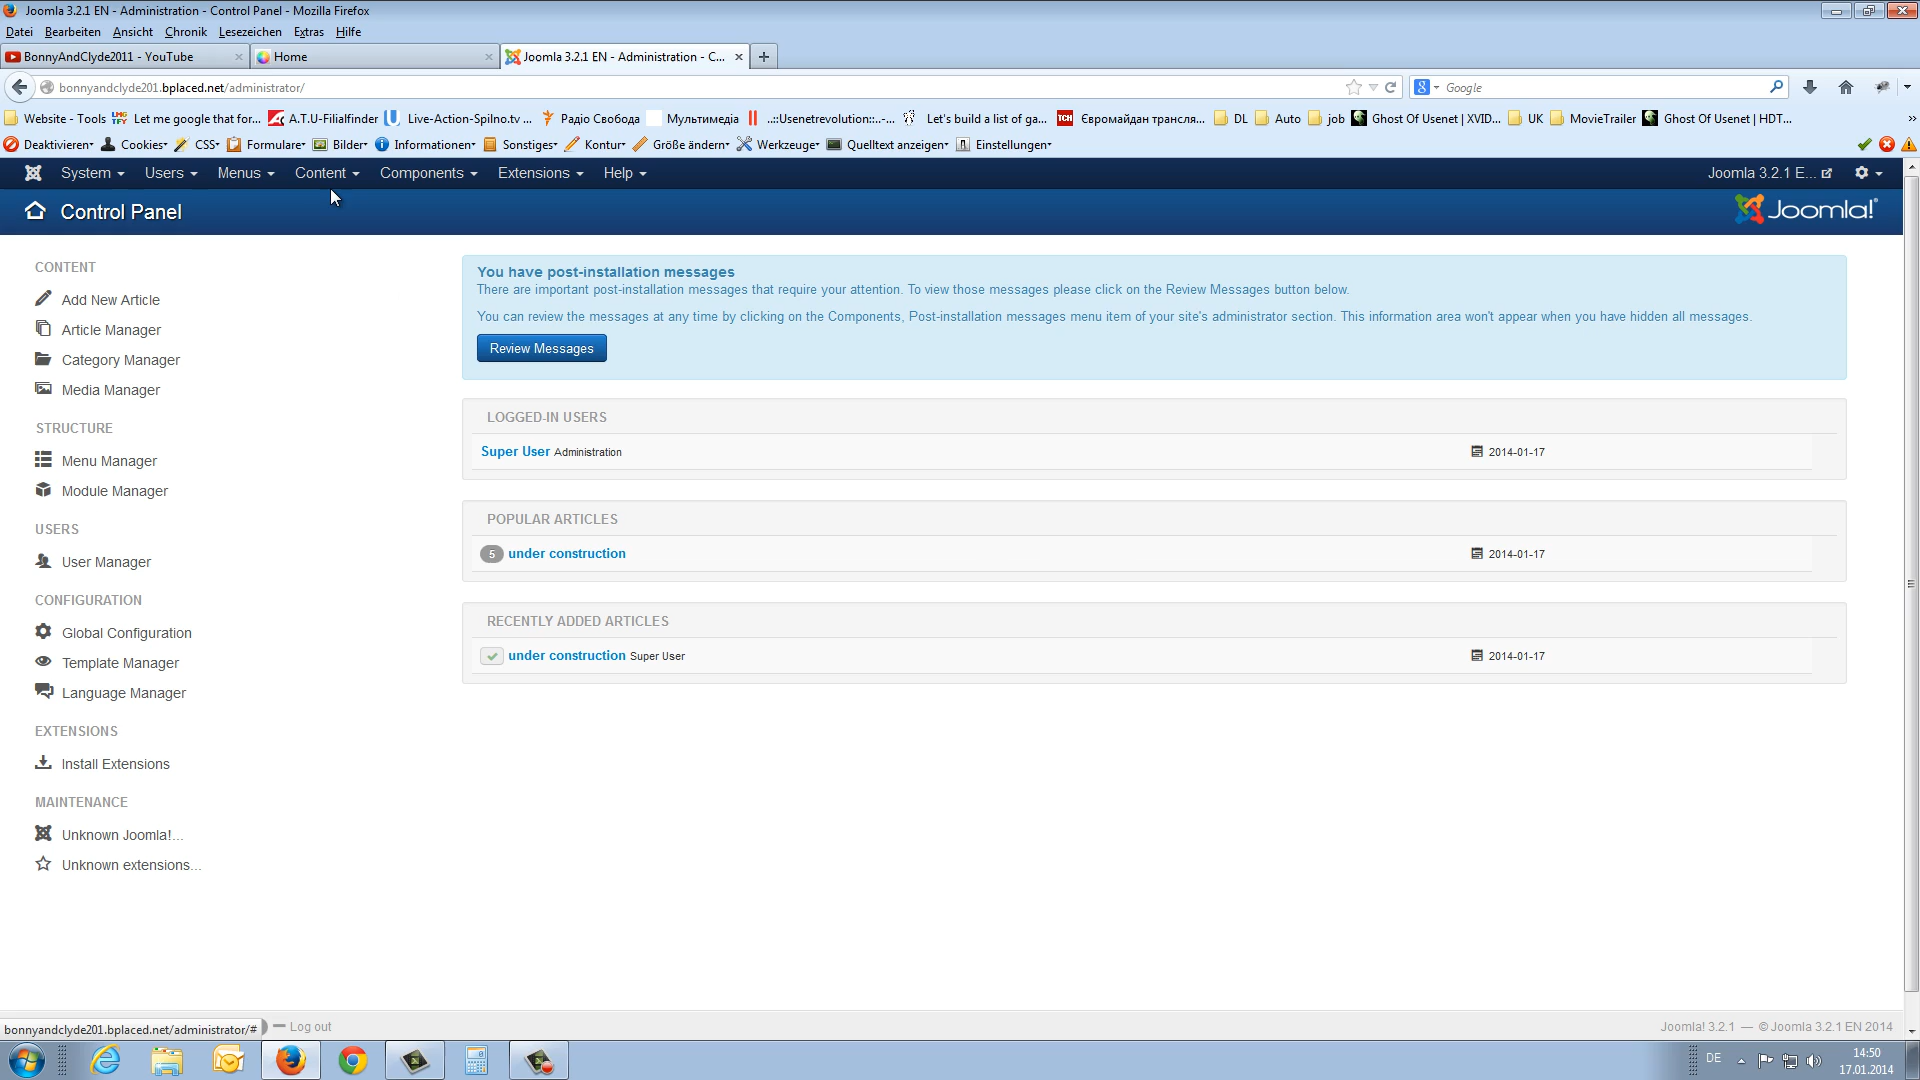 Joomla 3.2.1 EN - Administration - Control Panel - Mozilla Firefox
Datei Bearbeiten Ansicht Chronik Lesezeichen Extras Hilfe
BonnyAndClyde2011 - YouTube Home Joomla 3.2.1 EN - Administration - C...
bonnyandclyde201.bplaced.net/administrator/ Google
Website - Tools Let me google that for... A.T.U-Filialfinder Live-Action-Spilno.tv ... Радіо Свобода Мультимедіа ..::Usenetrevolution::..-... Let's build a list of ga... Євромайдан трансля... DL Auto job Ghost Of Usenet | XVID... UK MovieTrailer Ghost Of Usenet | HDT...
Deaktivieren Cookies CSS Formulare Bilder Informationen Sonstiges Kontur Größe ändern Werkzeuge Quelltext anzeigen Einstellungen
System Users Menus Content Components Extensions Help Joomla 3.2.1 E...
Control Panel Joomla!
CONTENT
Add New Article
Article Manager
Category Manager
Media Manager
STRUCTURE
Menu Manager
Module Manager
USERS
User Manager
CONFIGURATION
Global Configuration
Template Manager
Language Manager
EXTENSIONS
Install Extensions
MAINTENANCE
Unknown Joomla!...
Unknown extensions...
You have post-installation messages
There are important post-installation messages that require your attention. To view those messages please click on the Review Messages button below.
You can review the messages at any time by clicking on the Components, Post-installation messages menu item of your site's administrator section. This information area won't appear when you have hidden all messages.
Review Messages
LOGGED-IN USERS
Super User Administration 2014-01-17
POPULAR ARTICLES
5 under construction 2014-01-17
RECENTLY ADDED ARTICLES
under construction Super User 2014-01-17
bonnyandclyde201.bplaced.net/administrator/# Log out Joomla! 3.2.1 — © Joomla 3.2.1 EN 2014
DE 14:50
17.01.2014